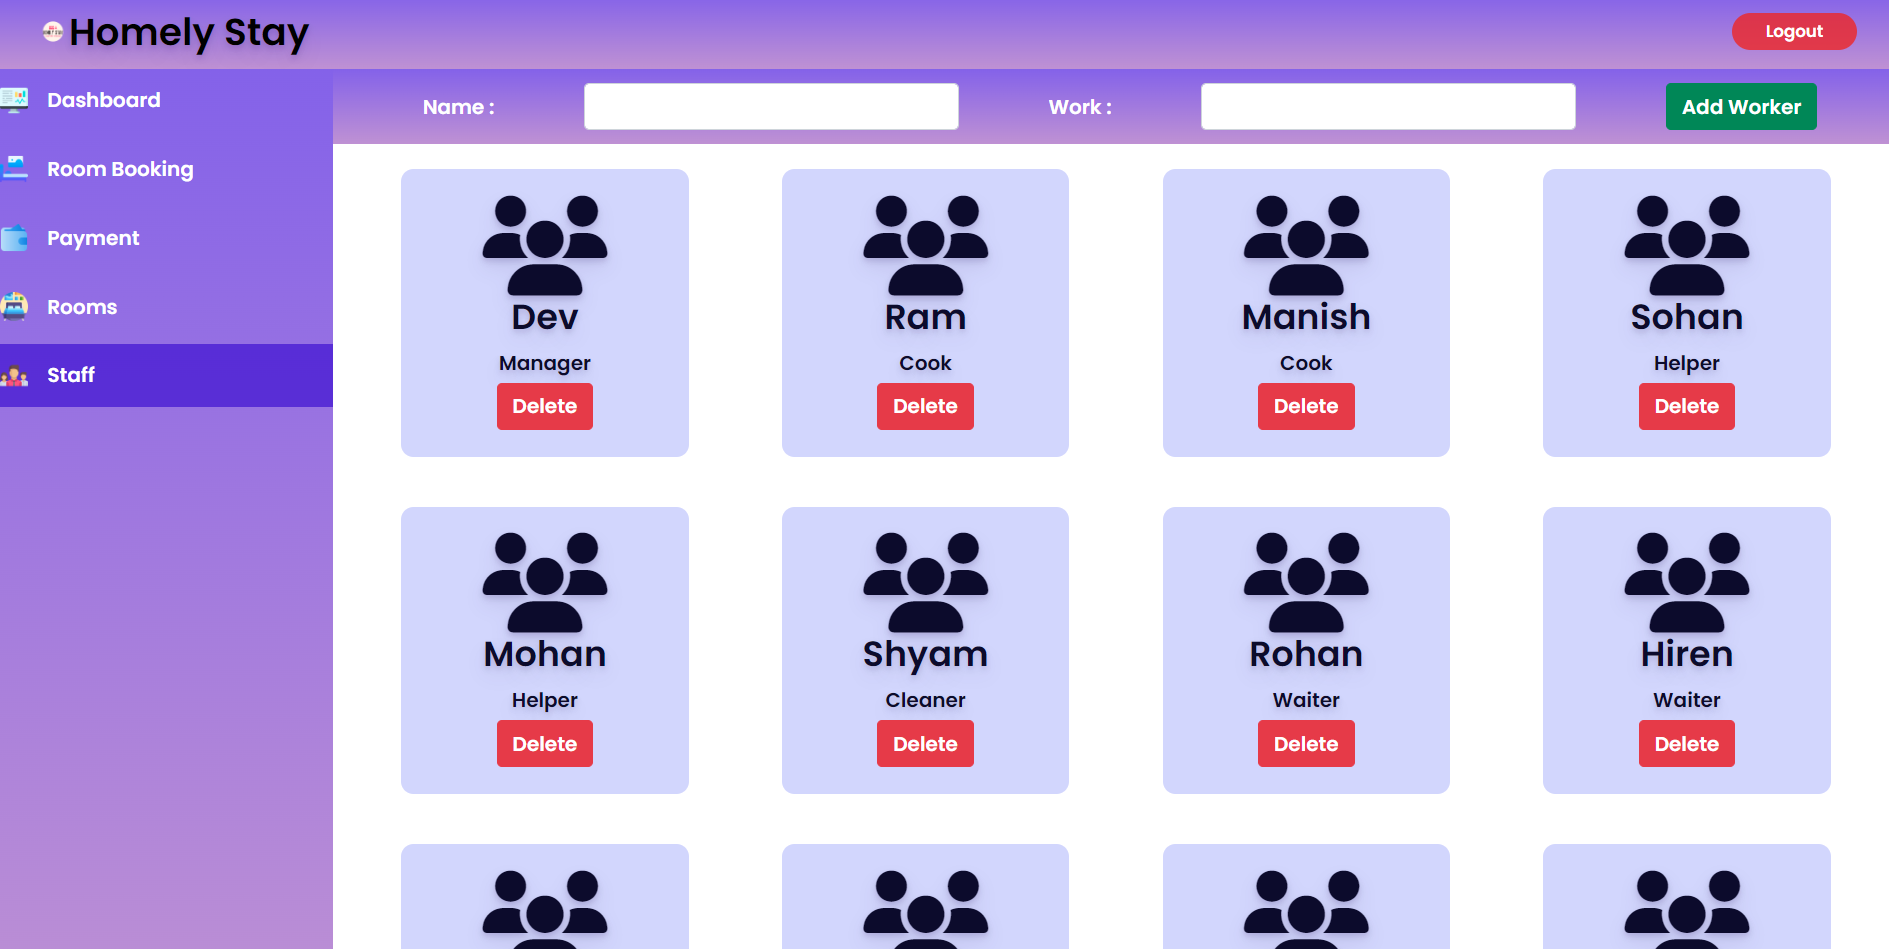 Homely Stay
Logout
Dashboard
Room Booking
Payment
Rooms
Staff
Name :
Work :
Add Worker
Dev
Manager
Delete
Ram
Cook
Delete
Manish
Cook
Delete
Sohan
Helper
Delete
Mohan
Helper
Delete
Shyam
Cleaner
Delete
Rohan
Waiter
Delete
Hiren
Waiter
Delete